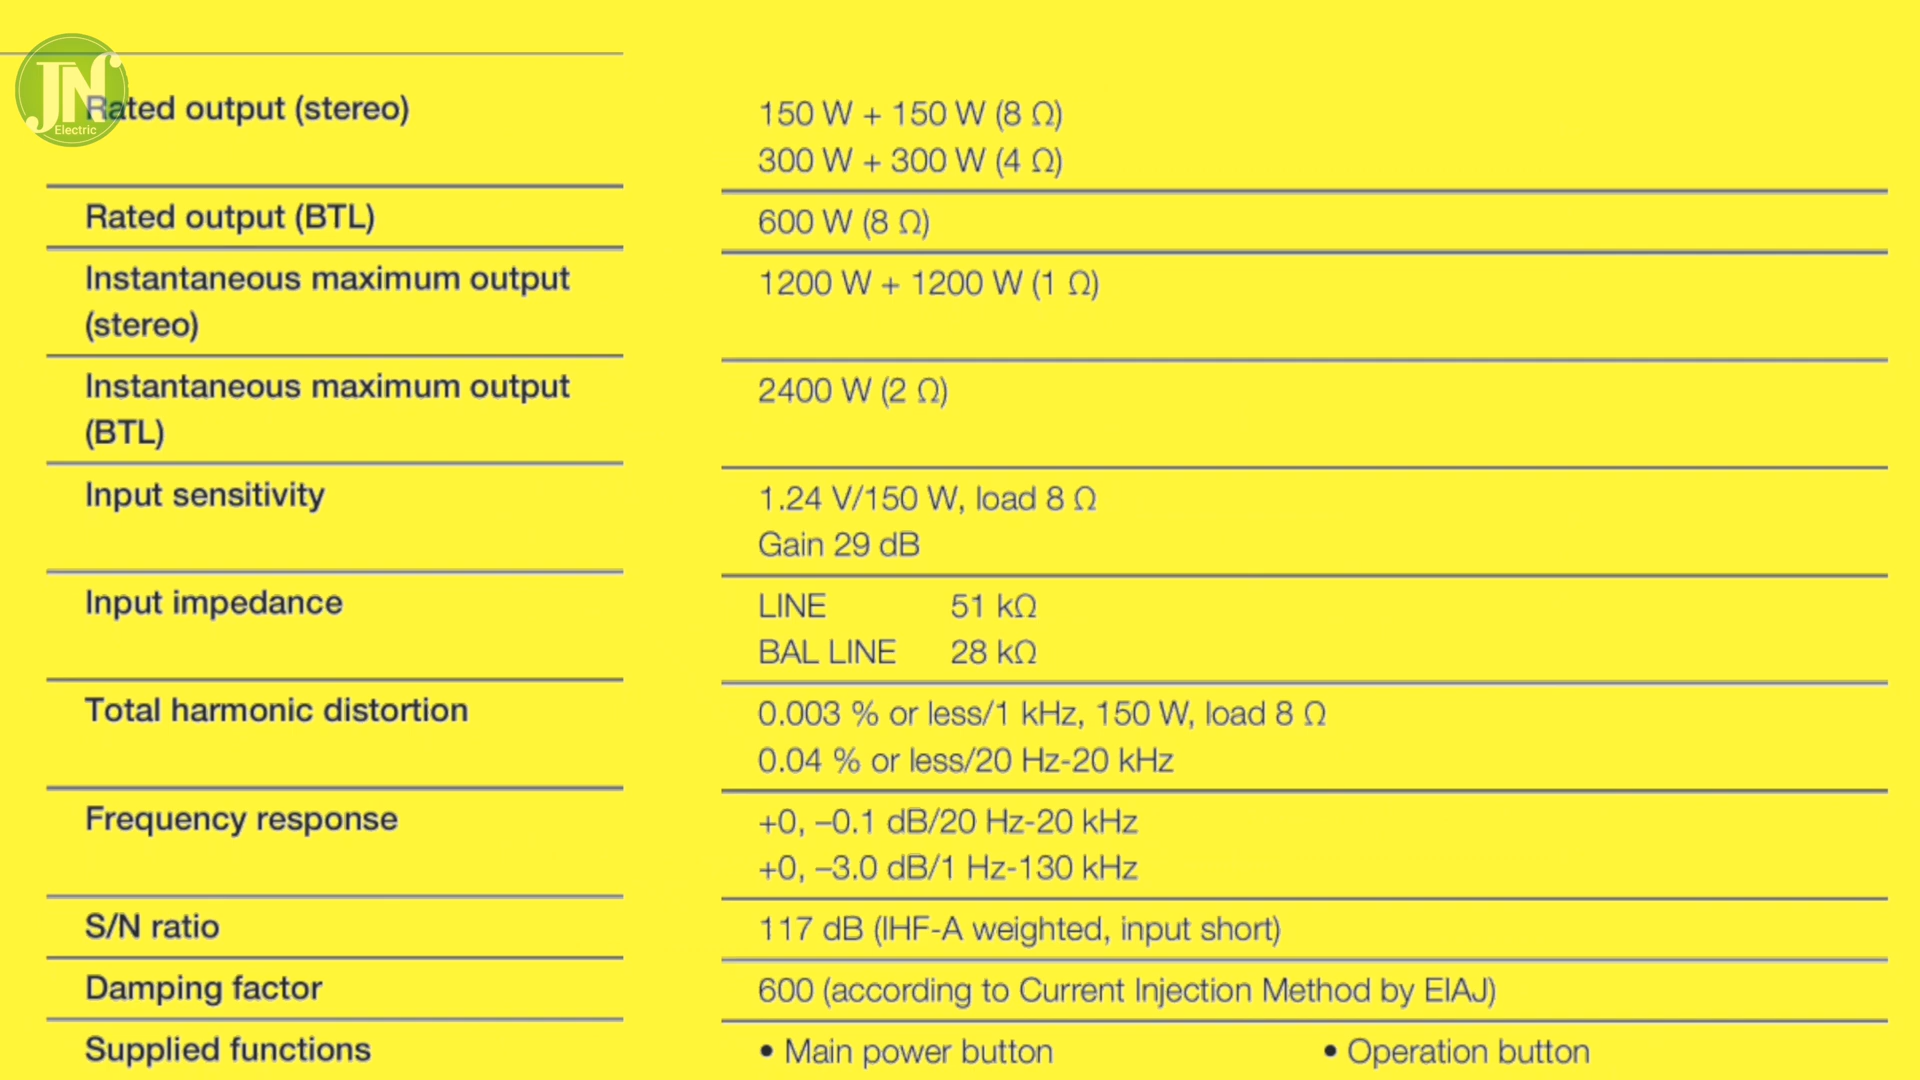 JN
Electric
Rated output (stereo)
150 W + 150 W (8 Ω)
300 W + 300 W (4 Ω)
Rated output (BTL)
600 W (8 Ω)
Instantaneous maximum output
(stereo)
1200 W + 1200 W (1 Ω)
Instantaneous maximum output
(BTL)
2400 W (2 Ω)
Input sensitivity
1.24 V/150 W, load 8 Ω
Gain 29 dB
Input impedance
LINE 51 kΩ
BAL LINE 28 kΩ
Total harmonic distortion
0.003 % or less/1 kHz, 150 W, load 8 Ω
0.04 % or less/20 Hz-20 kHz
Frequency response
+0, –0.1 dB/20 Hz-20 kHz
+0, –3.0 dB/1 Hz-130 kHz
S/N ratio
117 dB (IHF-A weighted, input short)
Damping factor
600 (according to Current Injection Method by EIAJ)
Supplied functions
• Main power button • Operation button